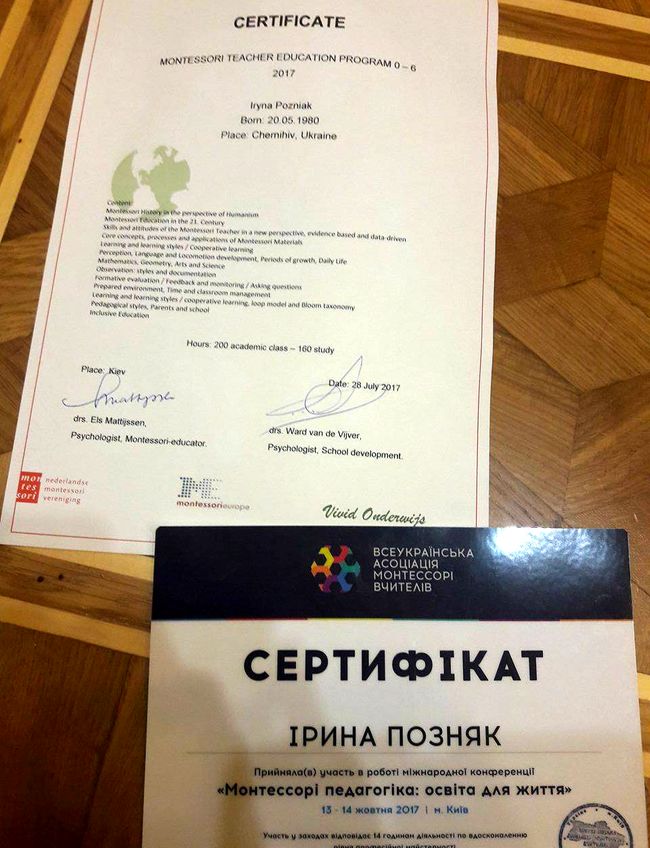 CERTIFICATE
MONTESSORI TEACHER EDUCATION PROGRAM 0 – 6
2017
Iryna Pozniak
Born: 20.05.1980
Place: Chernihiv, Ukraine
Content:
Montessori History in the perspective of Humanism
Montessori Education in the 21. Century
Skills and attitudes of the Montessori Teacher in a new perspective, evidence based and data-driven
Core concepts, processes and applications of Montessori Materials
Learning and learning styles / Cooperative learning
Perception, Language and Locomotion development, Periods of growth, Daily Life
Mathematics, Geometry, Arts and Science
Observation: styles and documentation
Formative evaluation / Feedback and monitoring / Asking questions
Prepared environment, Time and classroom management
Learning and learning styles / cooperative learning, loop model and Bloom taxonomy
Pedagogical styles, Parents and school
Inclusive Education
Hours: 200 academic class – 160 study
Place: Kiev
Date: 28 July 2017
drs. Els Mattijssen,
Psychologist, Montessori-educator.
drs. Ward van de Vijver,
Psychologist, School development.
mon
tes
sori
nederlandse
montessori
vereniging
ME
montessorieurope
Vivid Onderwijs
ВСЕУКРАЇНСЬКА
АСОЦІАЦІЯ
МОНТЕССОРІ
ВЧИТЕЛІВ
СЕРТИФІКАТ
ІРИНА ПОЗНЯК
Прийняла(в) участь в роботі міжнародної конференції
«Монтессорі педагогіка: освіта для життя»
13 - 14 жовтня 2017 | м. Київ
Участь у заходах відповідає 14 годинам діяльності по вдосконаленню
рівня професійної майстерності